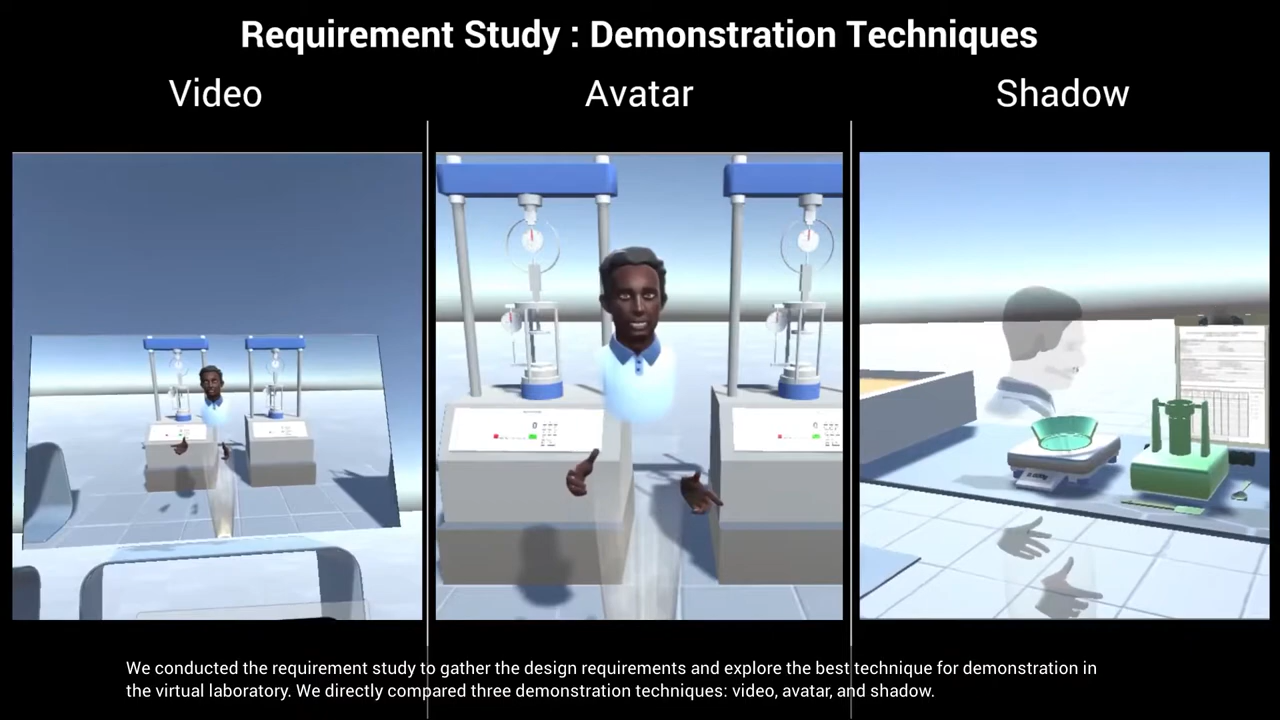 Requirement Study : Demonstration Techniques
Video
Avatar
Shadow
We conducted the requirement study to gather the design requirements and explore the best technique for demonstration in
the virtual laboratory. We directly compared three demonstration techniques: video, avatar, and shadow.